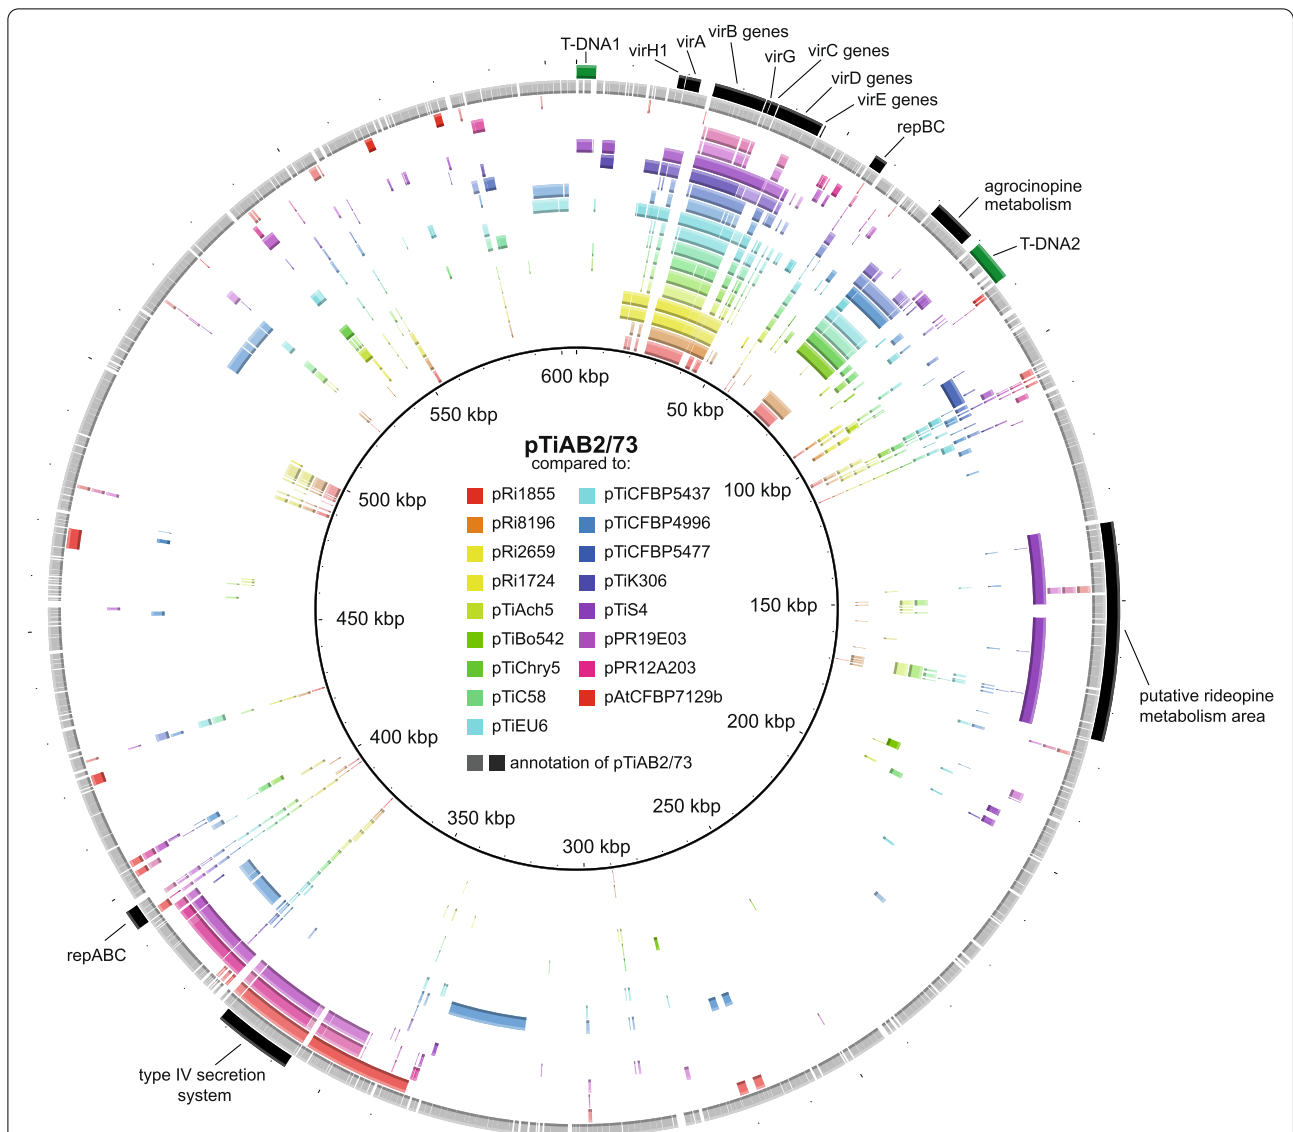 T-DNA1
virH1
virA
virB genes
virG
virC genes
virD genes
virE genes
repBC
agrocinopine
metabolism
T-DNA2
putative rideopine
metabolism area
repABC
type IV secretion
system
600 kbp
50 kbp
100 kbp
150 kbp
200 kbp
250 kbp
300 kbp
350 kbp
400 kbp
450 kbp
500 kbp
550 kbp
pTiAB2/73
compared to:
pRi1855
pRi8196
pRi2659
pRi1724
pTiAch5
pTiBo542
pTiChry5
pTiC58
pTiEU6
pTiCFBP5437
pTiCFBP4996
pTiCFBP5477
pTiK306
pTiS4
pPR19E03
pPR12A203
pAtCFBP7129b
annotation of pTiAB2/73